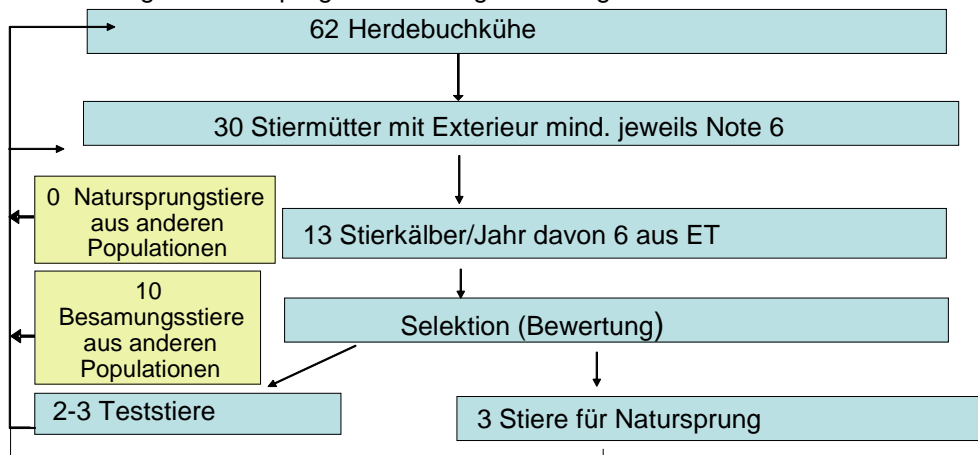 62 Herdebuchkühe
30 Stiermütter mit Exterieur mind. jeweils Note 6
0 Natursprungstiere
aus anderen
Populationen
13 Stierkälber/Jahr davon 6 aus ET
10
Besamungsstiere
aus anderen
Populationen
Selektion (Bewertung)
2-3 Teststiere
3 Stiere für Natursprung